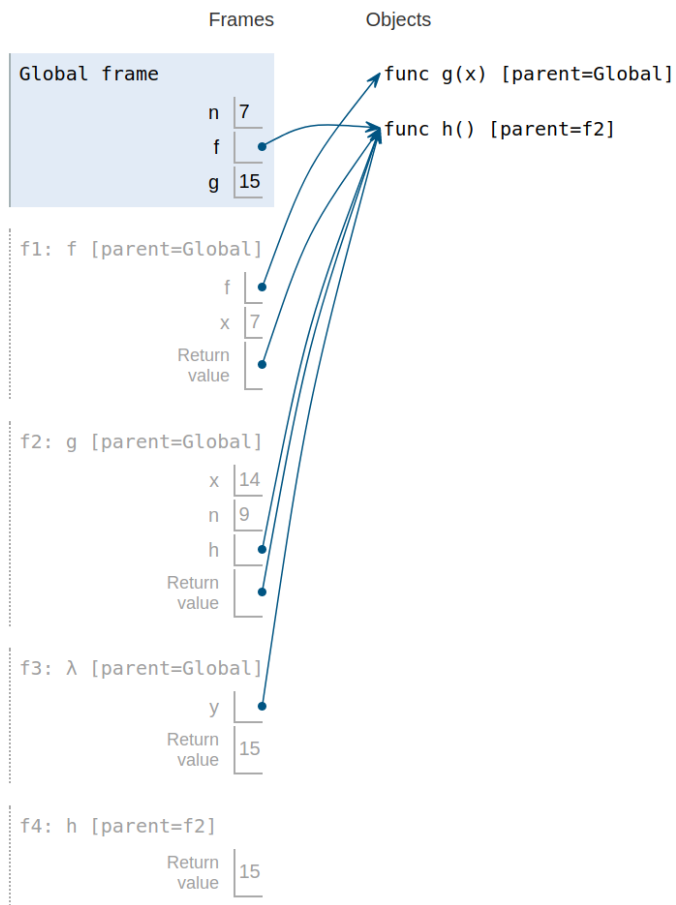 Frames Objects
Global frame func g(x) [parent=Global]
n 7 func h() [parent=f2]
f
g 15
f1: f [parent=Global]
f
x 7
Return
value
f2: g [parent=Global]
x 14
n 9
h
Return
value
f3: λ [parent=Global]
y
Return
value 15
f4: h [parent=f2]
Return
value 15